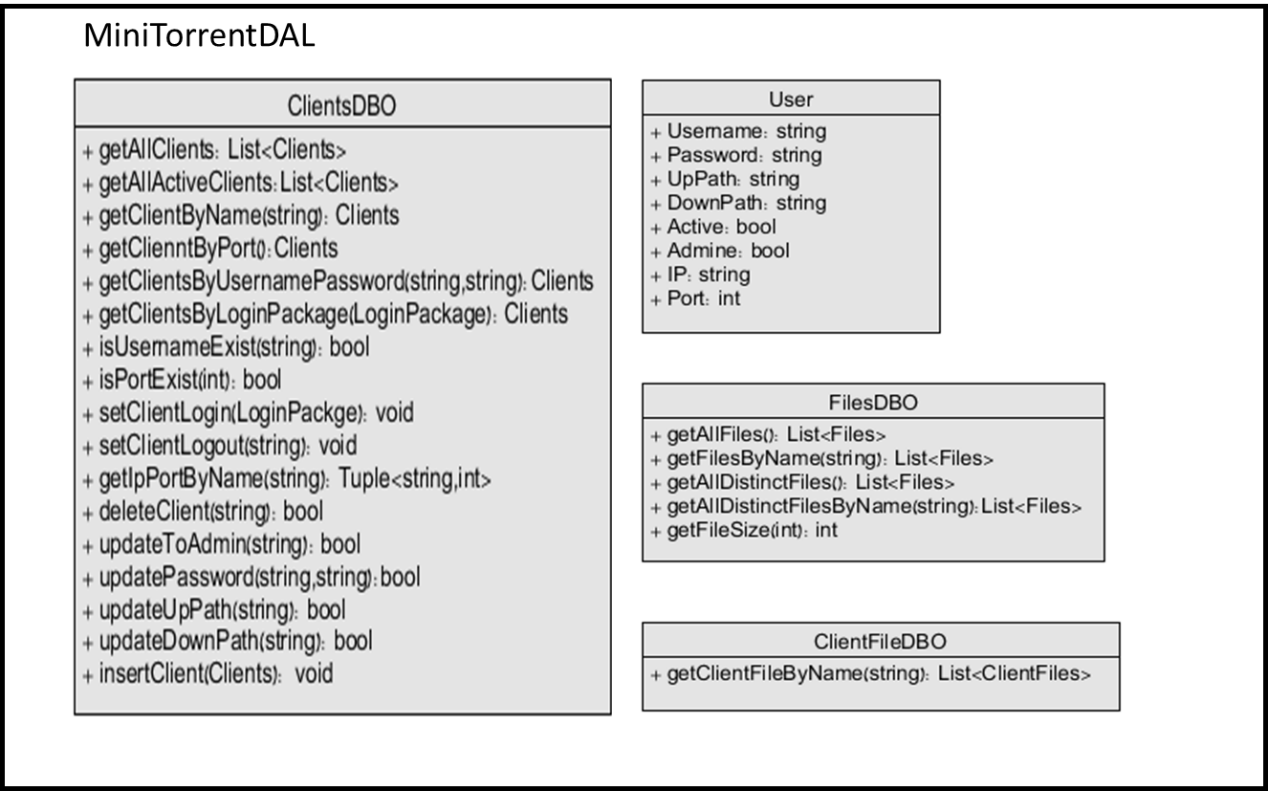 MiniTorrentDAL
ClientsDBO
+ getAllClients: List<Clients>
+ getAllActiveClients:List<Clients>
+ getClientByName(string): Clients
+ getClienntByPort():Clients
+ getClientsByUsernamePassword(string,string): Clients
+ getClientsByLoginPackage(LoginPackage): Clients
+ isUsernameExist(string): bool
+ isPortExist(int): bool
+ setClientLogin(LoginPackge): void
+ setClientLogout(string): void
+ getIpPortByName(string): Tuple<string,int>
+ deleteClient(string): bool
+ updateToAdmin(string): bool
+ updatePassword(string,string):bool
+ updateUpPath(string): bool
+ updateDownPath(string): bool
+ insertClient(Clients): void
User
+ Username: string
+ Password: string
+ UpPath: string
+ DownPath: string
+ Active: bool
+ Admine: bool
+ IP: string
+ Port: int
FilesDBO
+ getAllFiles(): List<Files>
+ getFilesByName(string): List<Files>
+ getAllDistinctFiles(): List<Files>
+ getAllDistinctFilesByName(string):List<Files>
+ getFileSize(int): int
ClientFileDBO
+ getClientFileByName(string): List<ClientFiles>